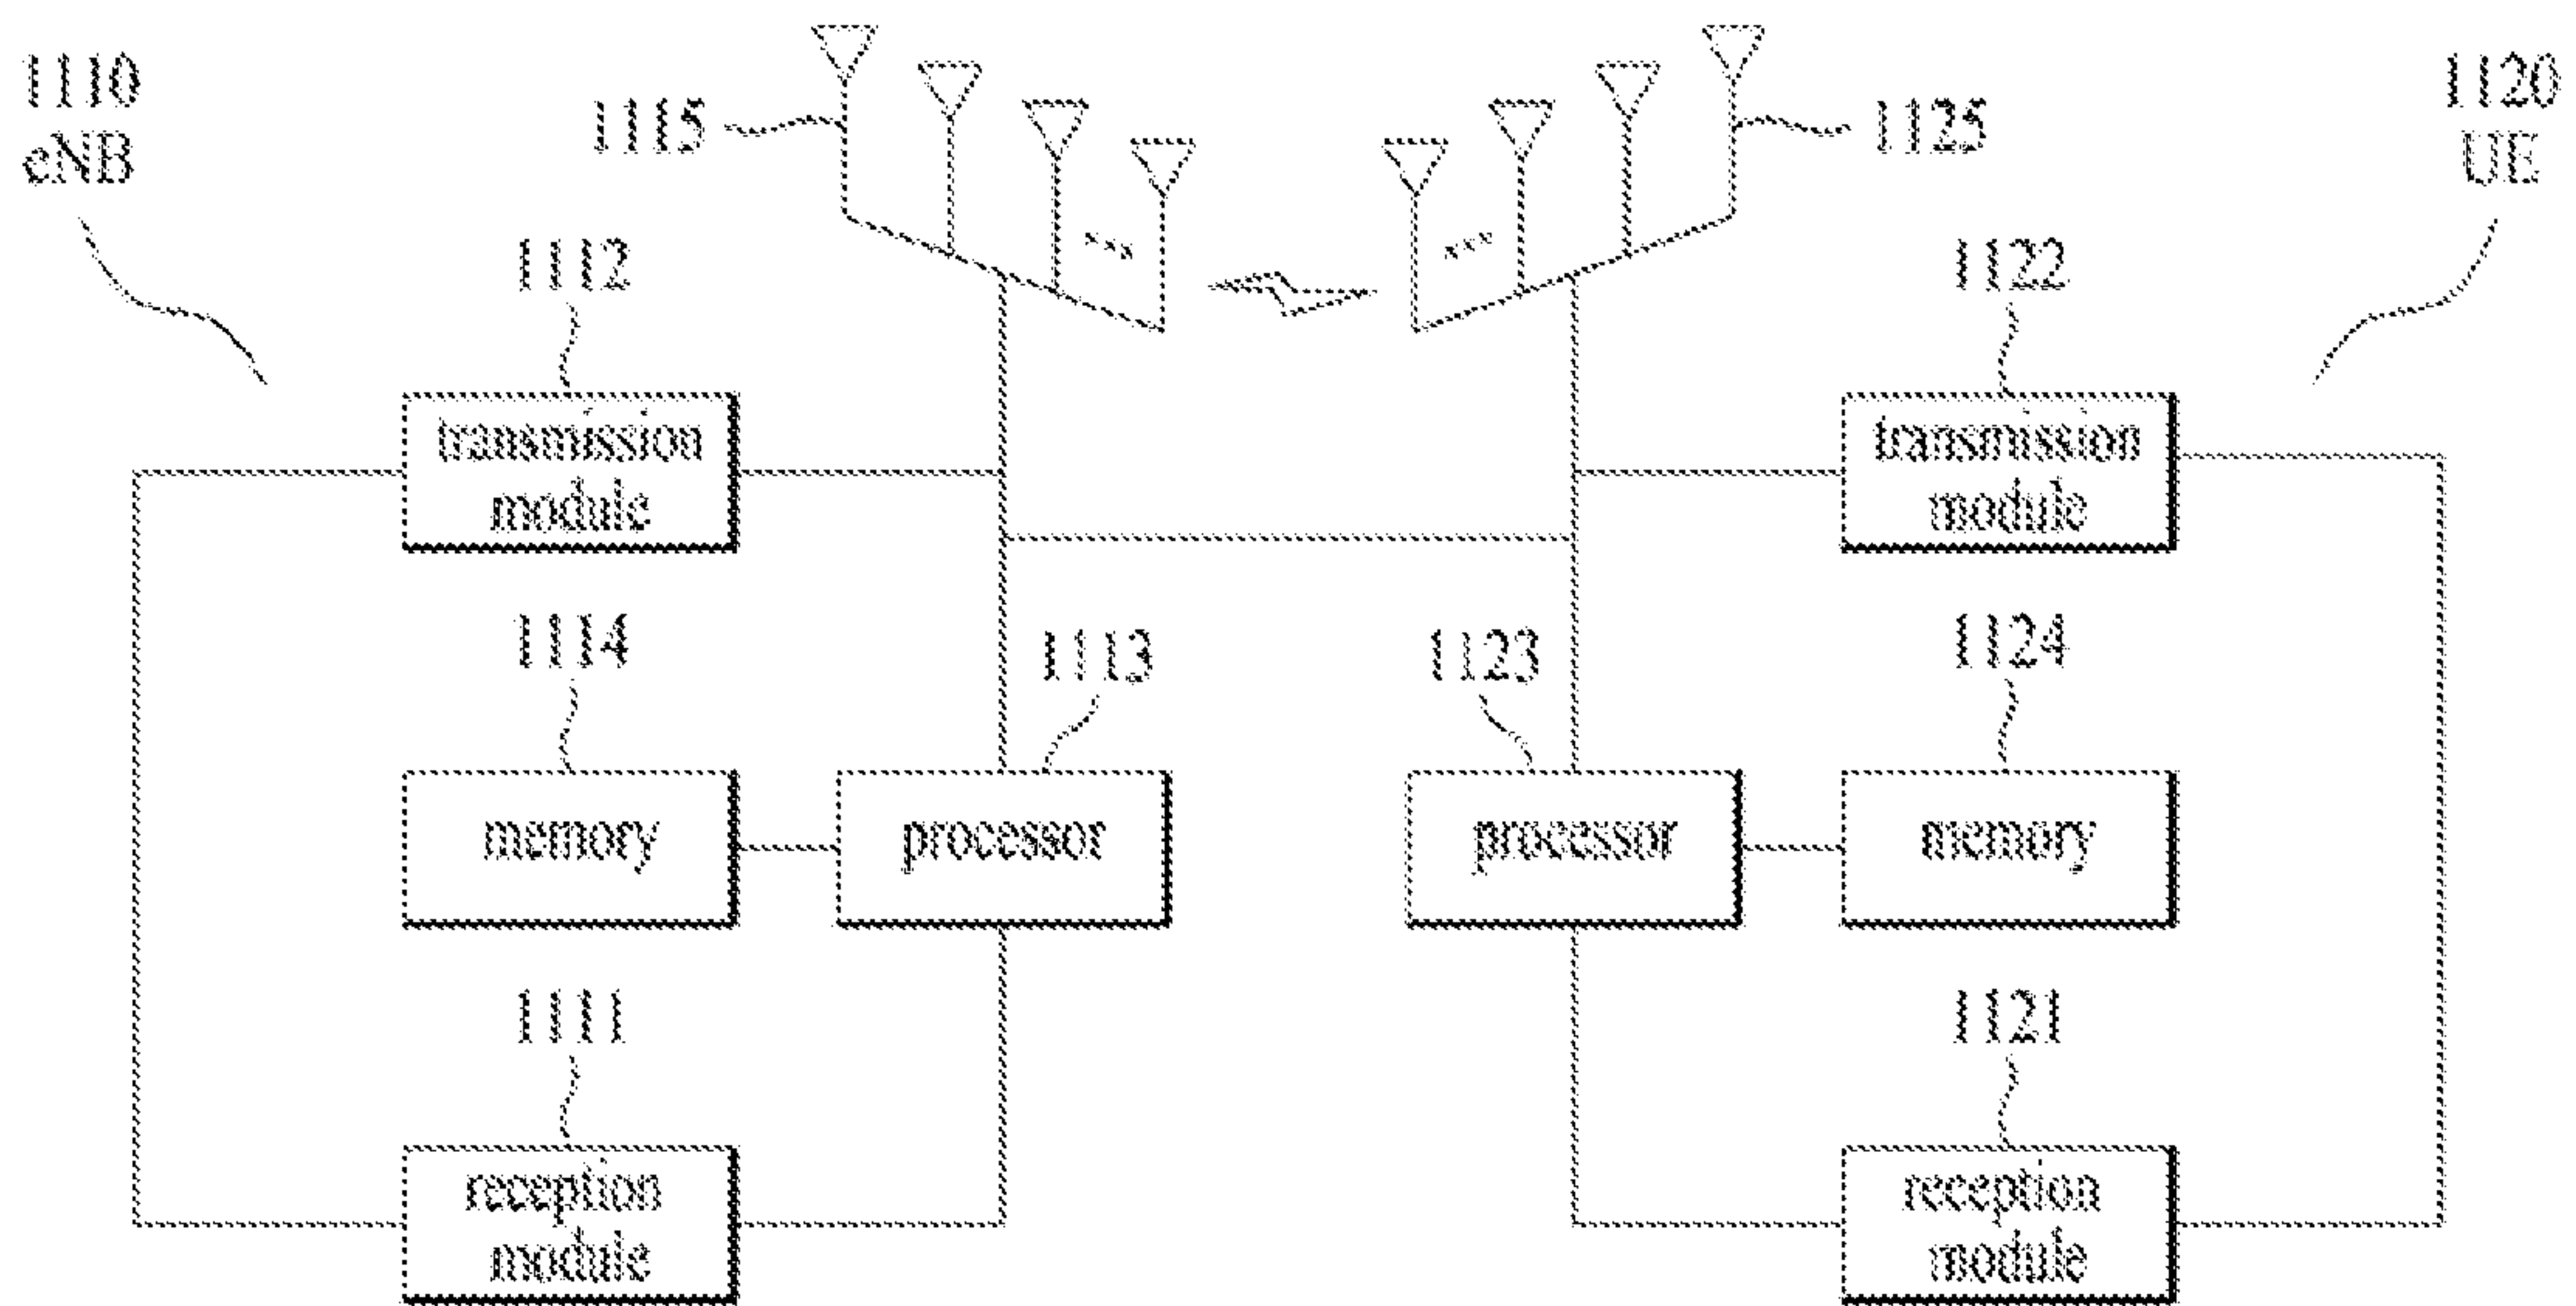 1110
eNB
1115
1125
1120
UE
1112
1122
transmission
module
transmission
module
1114
1113
1123
1124
memory
processor
processor
memory
1111
1121
reception
module
reception
module